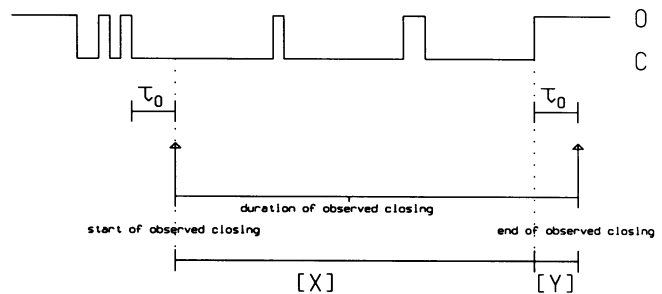 O
C
τ₀
τ₀
duration of observed closing
start of observed closing
end of observed closing
[X]
[Y]